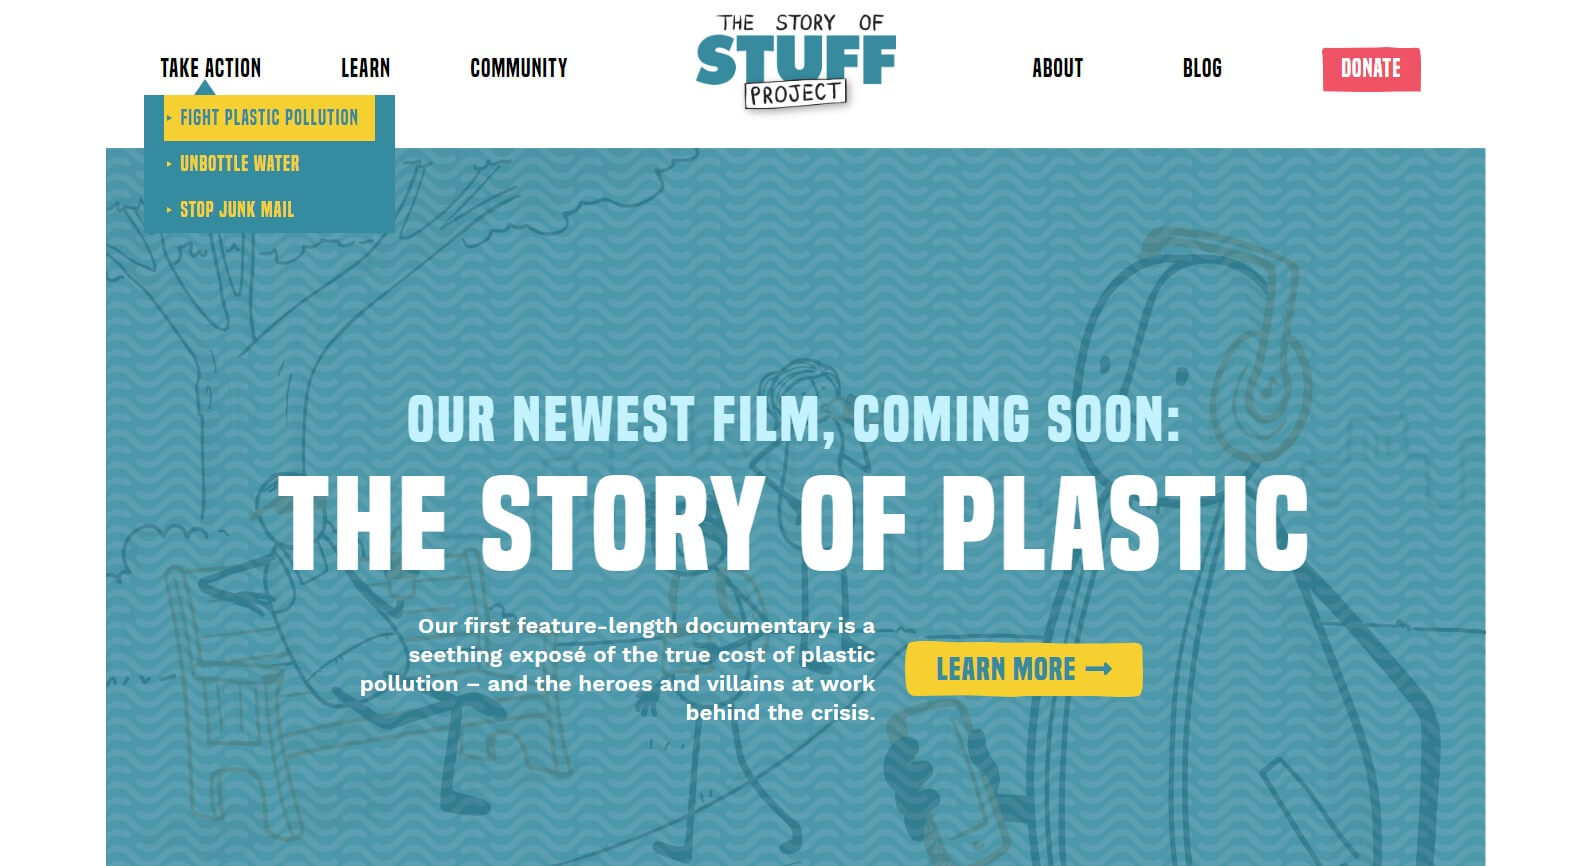 THE STORY OF
STUFF
PROJECT
TAKE ACTION
LEARN
COMMUNITY
ABOUT
BLOG
DONATE
FIGHT PLASTIC POLLUTION
UNBOTTLE WATER
STOP JUNK MAIL
OUR NEWEST FILM, COMING SOON:
THE STORY OF PLASTIC
Our first feature-length documentary is a
seething exposé of the true cost of plastic
pollution – and the heroes and villains at work
behind the crisis.
LEARN MORE →